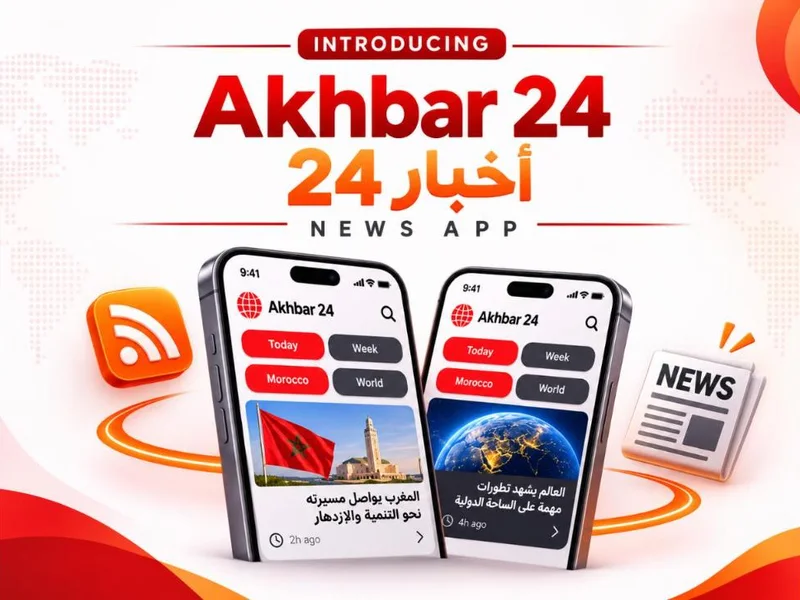 INTRODUCING
Akhbar 24
أخبار 24
NEWS APP
9:41
Akhbar 24
Today
Week
Morocco
World
المغرب يواصل مسيرته
نحو التنمية والإزدهار
2h ago
9:41
Akhbar 24
Today
Week
Morocco
World
العالم يشهد تطورات
مهمة على الساحة الدولية
4h ago
NEWS